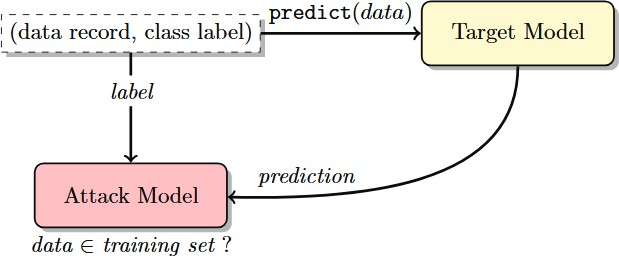 predict(data)
(data record, class label)
Target Model
label
prediction
Attack Model
data ∈ training set ?